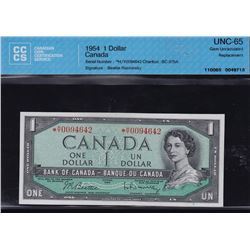 CCCS
CANADIAN
COIN
CERTIFICATION
SERVICE
1954 1 Dollar
Canada
Serial Number : *H/Y0094642 Charlton : BC-37bA
Signature : Beattie Rasminsky
UNC-65
Gem Uncirculated
Replacement
CANADA
*H/Y0094642
*H/Y0094642
ONE
DOLLAR
1
UN
DOLLAR
BANK OF CANADA - BANQUE DU CANADA
ONE
UN